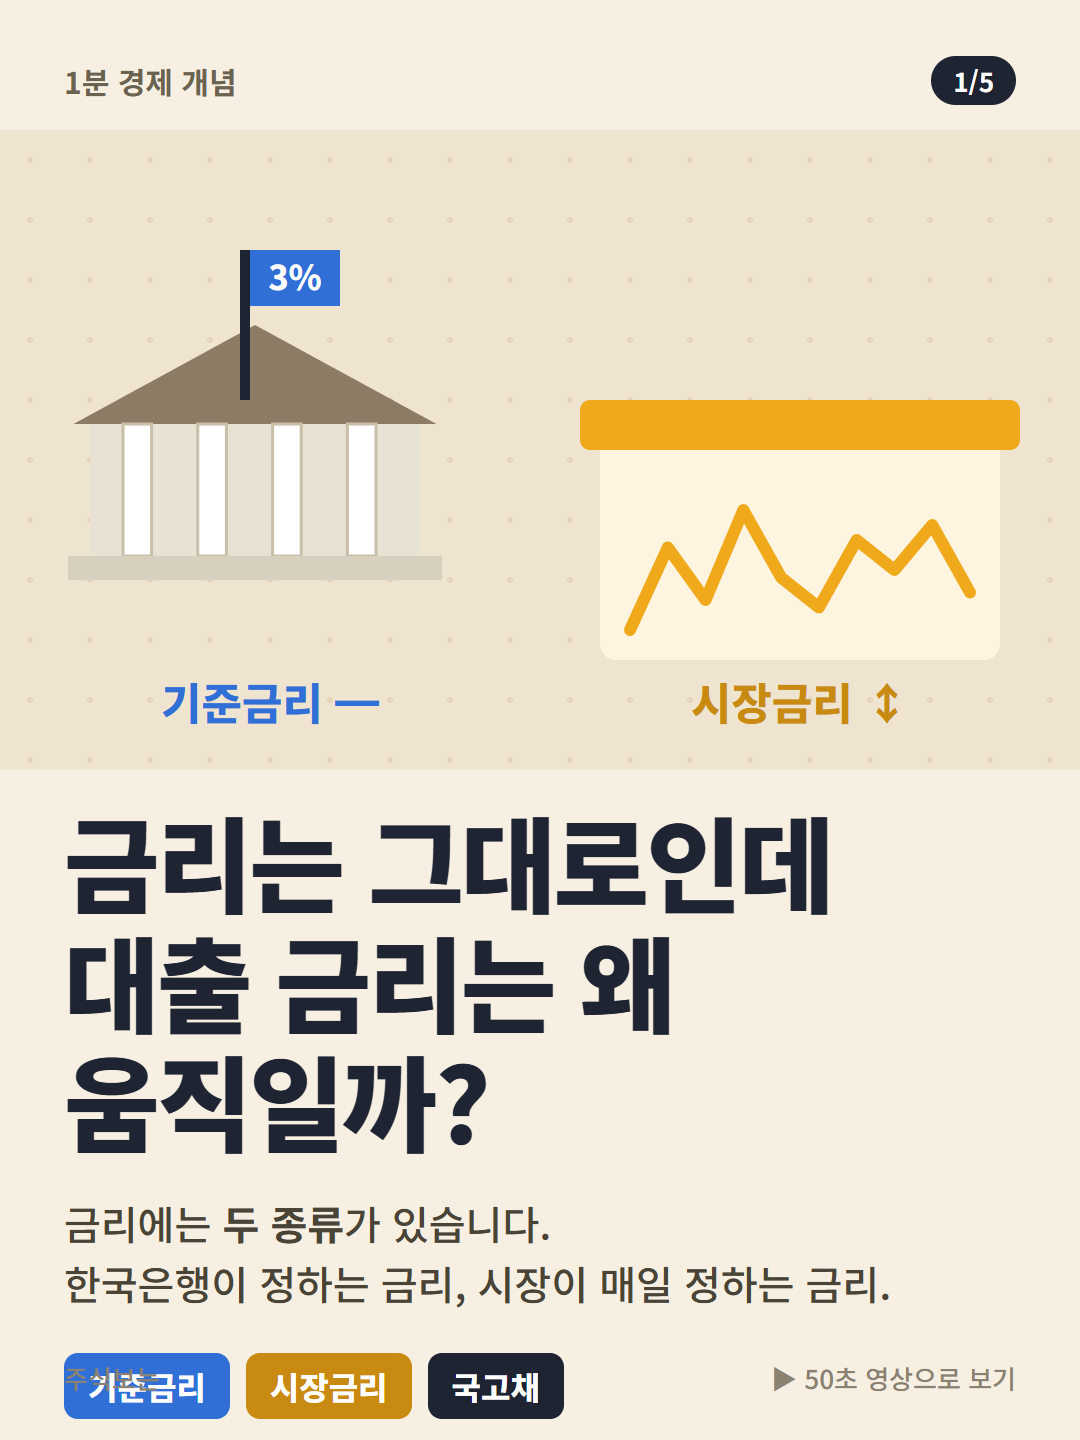 1분 경제 개념
1/5
3%
기준금리 —
시장금리 ↕
금리는 그대로인데
대출 금리는 왜
움직일까?
금리에는 두 종류가 있습니다.
한국은행이 정하는 금리, 시장이 매일 정하는 금리.
기준금리
시장금리
국고채
▶ 50초 영상으로 보기